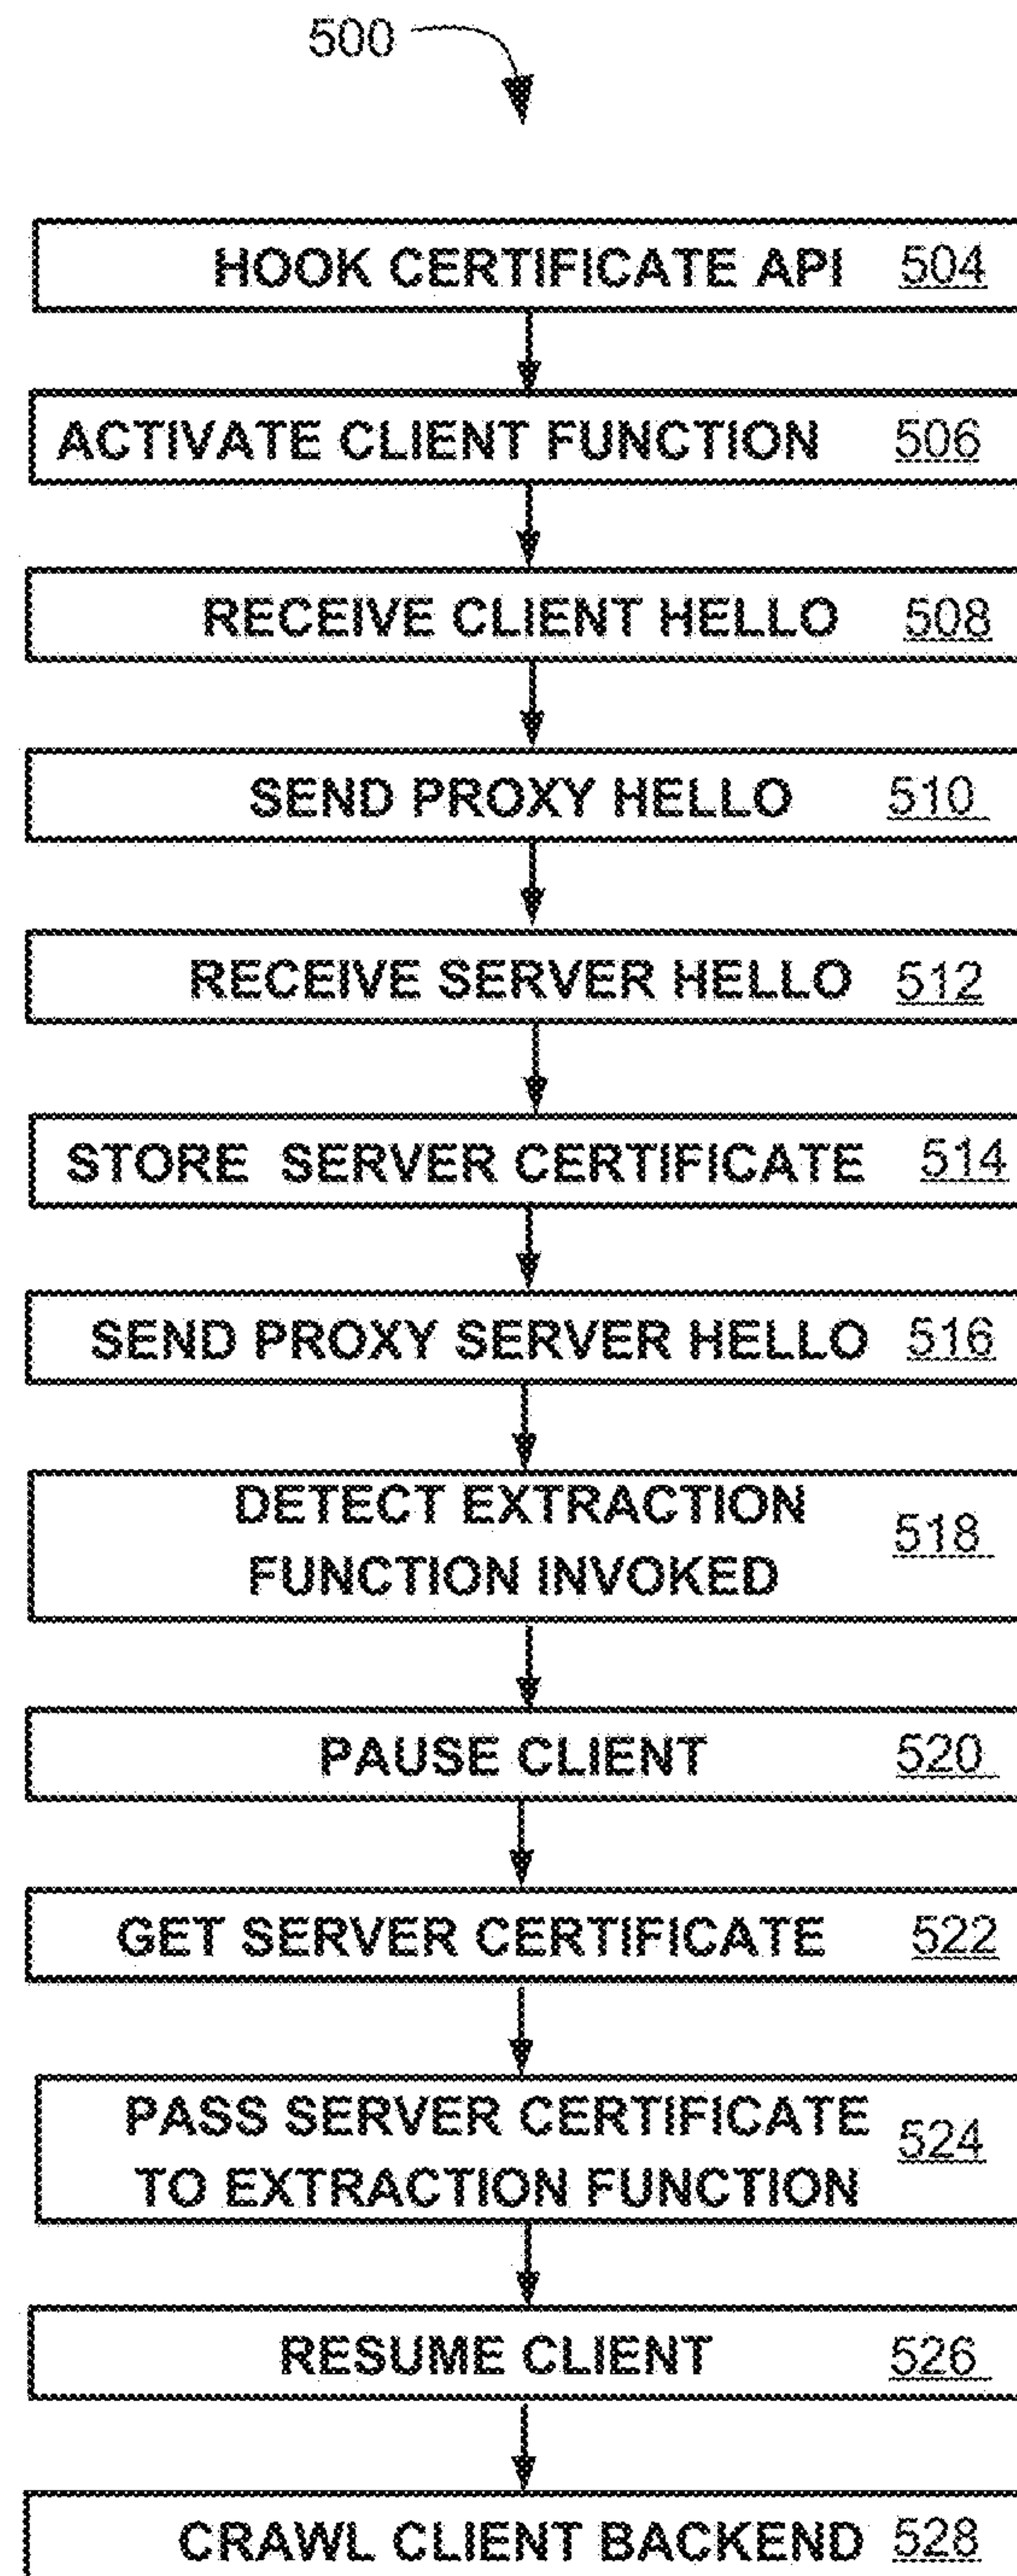 500
HOOK CERTIFICATE API 504
ACTIVATE CLIENT FUNCTION 506
RECEIVE CLIENT HELLO 508
SEND PROXY HELLO 510
RECEIVE SERVER HELLO 512
STORE SERVER CERTIFICATE 514
SEND PROXY SERVER HELLO 516
DETECT EXTRACTION
FUNCTION INVOKED 518
PAUSE CLIENT 520
GET SERVER CERTIFICATE 522
PASS SERVER CERTIFICATE 524
TO EXTRACTION FUNCTION
RESUME CLIENT 526
CRAWL CLIENT BACKEND 528